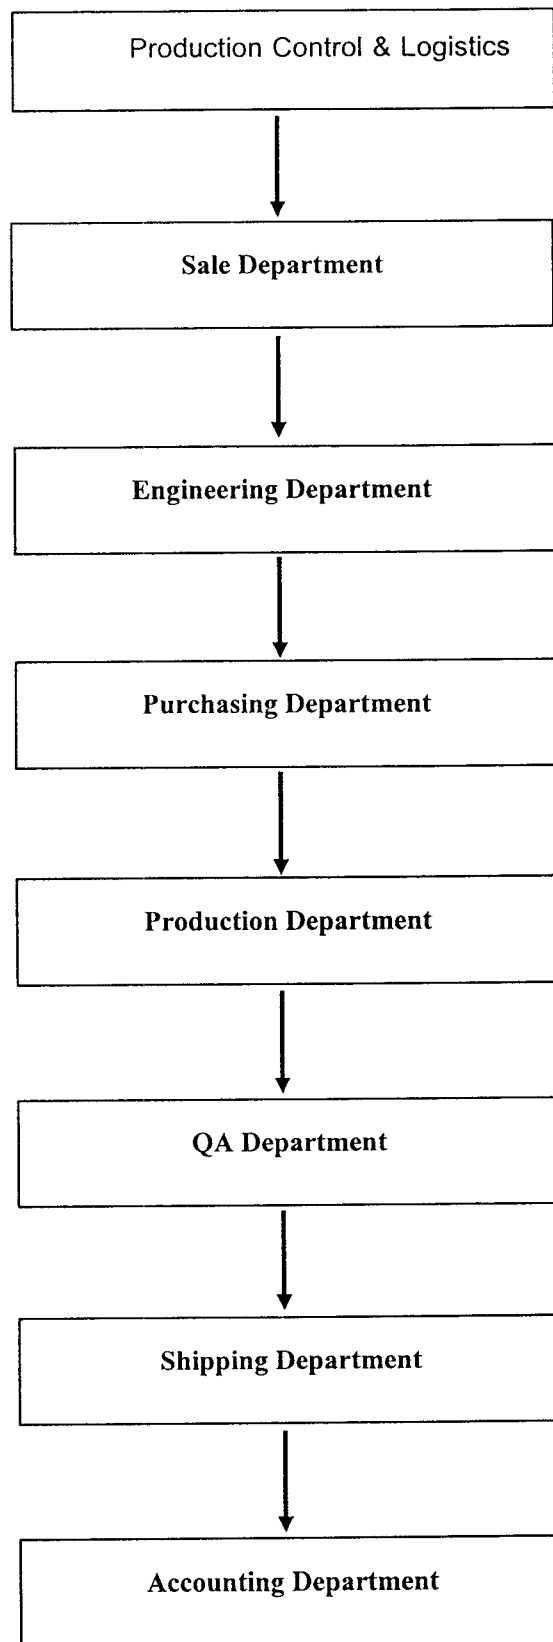 Production Control & Logistics
Sale Department
Engineering Department
Purchasing Department
Production Department
QA Department
Shipping Department
Accounting Department